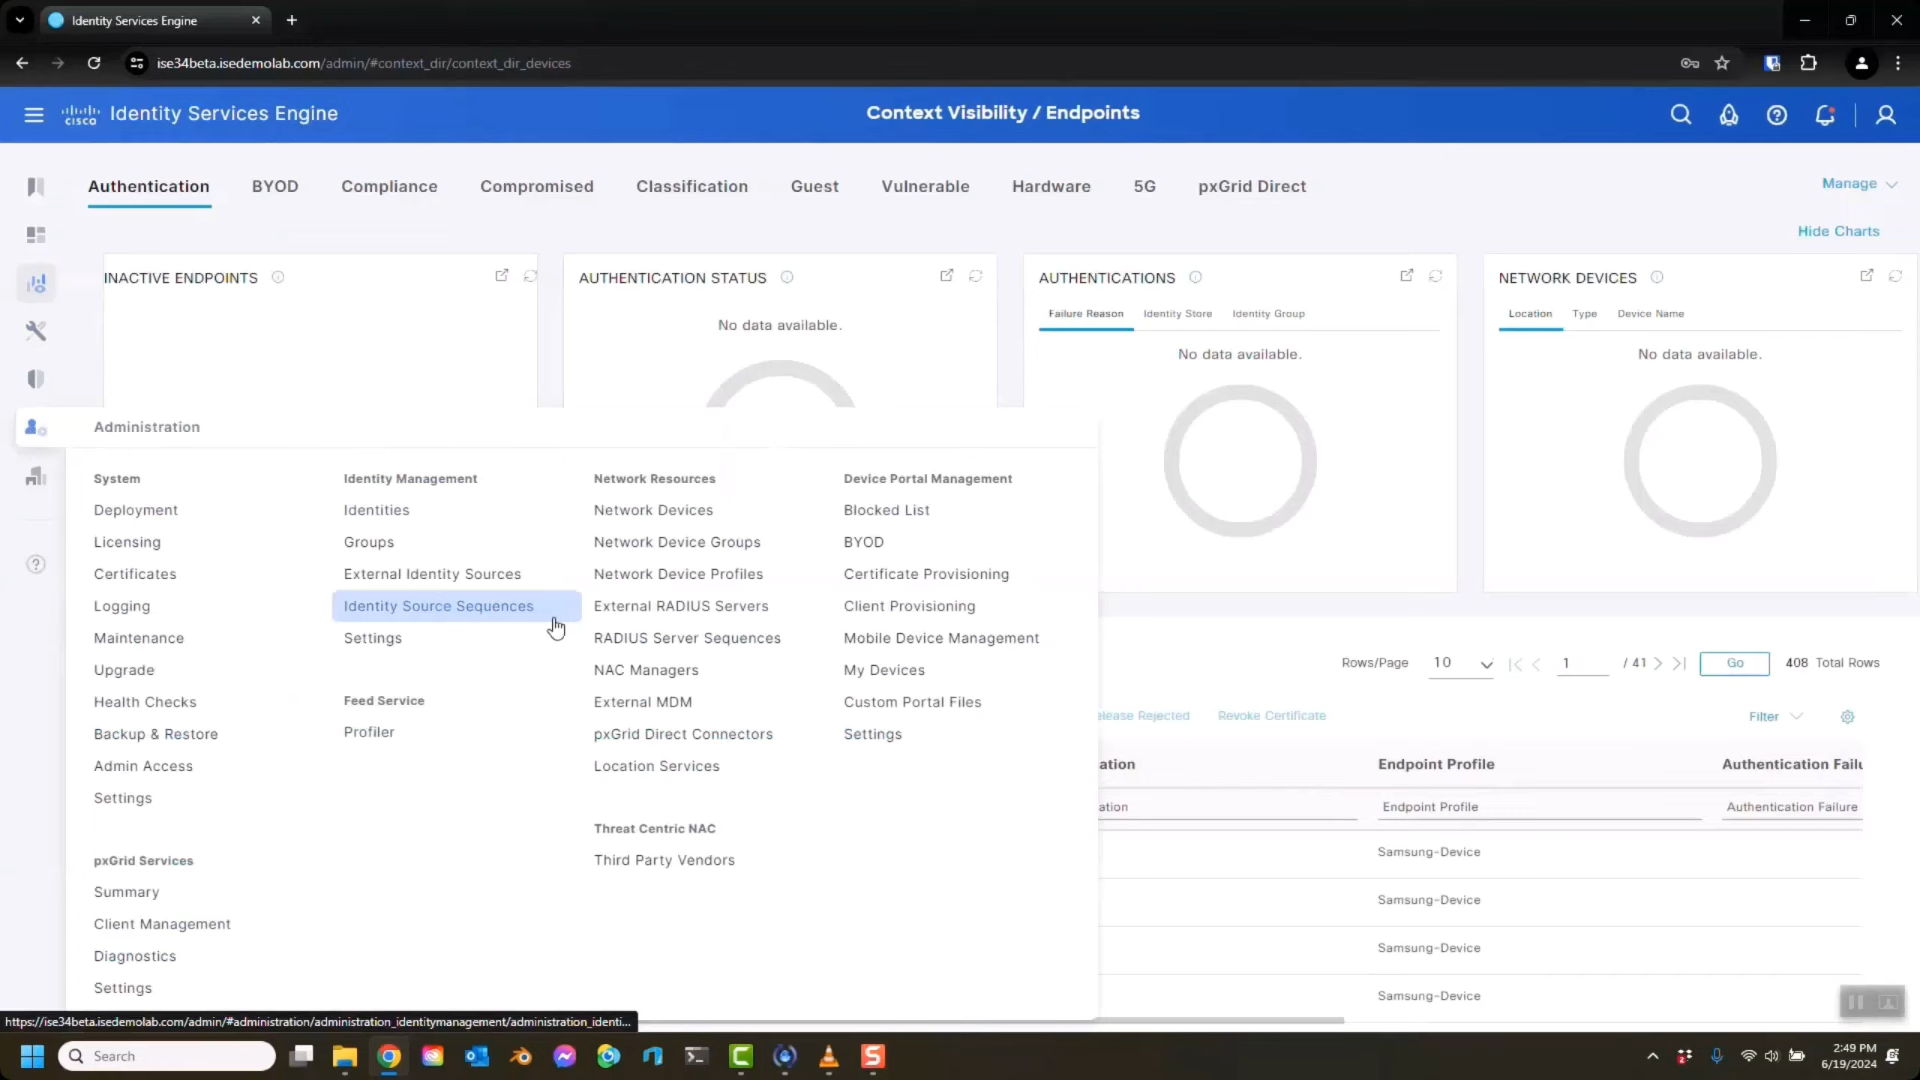 Identity Services Engine
ise34beta.isedemolab.com/admin/#context_dir/context_dir_devices
cisco Identity Services Engine
Context Visibility / Endpoints
Authentication BYOD Compliance Compromised Classification Guest Vulnerable Hardware 5G pxGrid Direct
Manage
Hide Charts
INACTIVE ENDPOINTS
AUTHENTICATION STATUS
No data available.
AUTHENTICATIONS
Failure Reason Identity Store Identity Group
No data available.
NETWORK DEVICES
Location Type Device Name
No data available.
Administration
System
Deployment
Licensing
Certificates
Logging
Maintenance
Upgrade
Health Checks
Backup & Restore
Admin Access
Settings
pxGrid Services
Summary
Client Management
Diagnostics
Settings
Identity Management
Identities
Groups
External Identity Sources
Identity Source Sequences
Settings
Feed Service
Profiler
Network Resources
Network Devices
Network Device Groups
Network Device Profiles
External RADIUS Servers
RADIUS Server Sequences
NAC Managers
External MDM
pxGrid Direct Connectors
Location Services
Threat Centric NAC
Third Party Vendors
Device Portal Management
Blocked List
BYOD
Certificate Provisioning
Client Provisioning
Mobile Device Management
My Devices
Custom Portal Files
Settings
Rows/Page 10 1 / 41 Go 408 Total Rows
elease Rejected Revoke Certificate Filter
ation Endpoint Profile Authentication Failu
ation Endpoint Profile Authentication Failure
Samsung-Device
Samsung-Device
Samsung-Device
Samsung-Device
https://ise34beta.isedemolab.com/admin/#administration/administration_identitymanagement/administration_identi...
Search
2:49 PM
6/19/2024